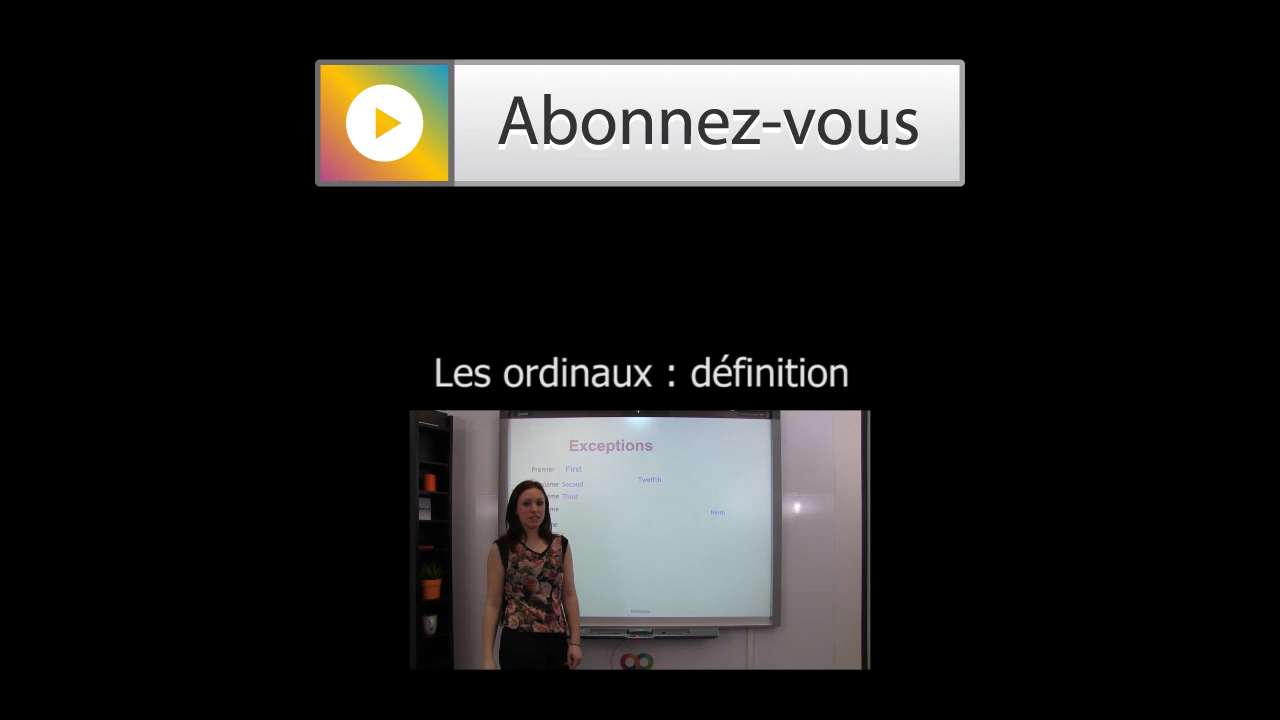 Abonnez-vous
Les ordinaux : définition
Exceptions
Premier First
Second
Twelfth
Third
Ninth